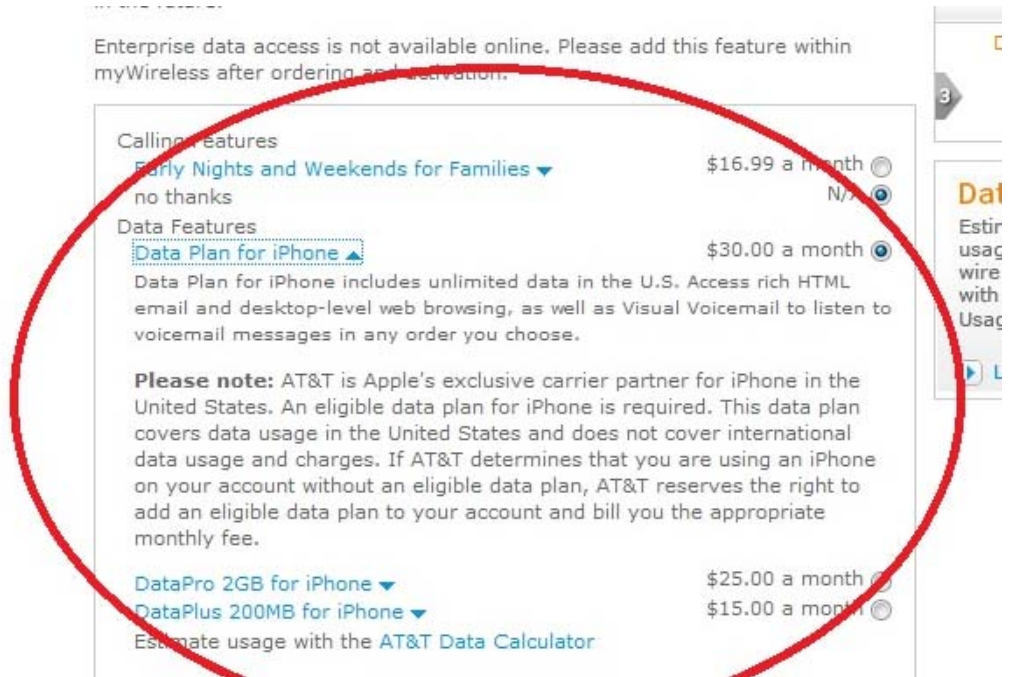 Enterprise data access is not available online. Please add this feature within
myWireless after ordering and activation.
3
Calling Features
Early Nights and Weekends for Families
$16.99 a month
no thanks
N/A
Data Features
Data Plan for iPhone
$30.00 a month
Data Plan for iPhone includes unlimited data in the U.S. Access rich HTML
email and desktop-level web browsing, as well as Visual Voicemail to listen to
voicemail messages in any order you choose.
Please note: AT&T is Apple's exclusive carrier partner for iPhone in the
United States. An eligible data plan for iPhone is required. This data plan
covers data usage in the United States and does not cover international
data usage and charges. If AT&T determines that you are using an iPhone
on your account without an eligible data plan, AT&T reserves the right to
add an eligible data plan to your account and bill you the appropriate
monthly fee.
DataPro 2GB for iPhone
$25.00 a month
DataPlus 200MB for iPhone
$15.00 a month
Estimate usage with the AT&T Data Calculator
Dat
Estin
usag
wire
with
Usag